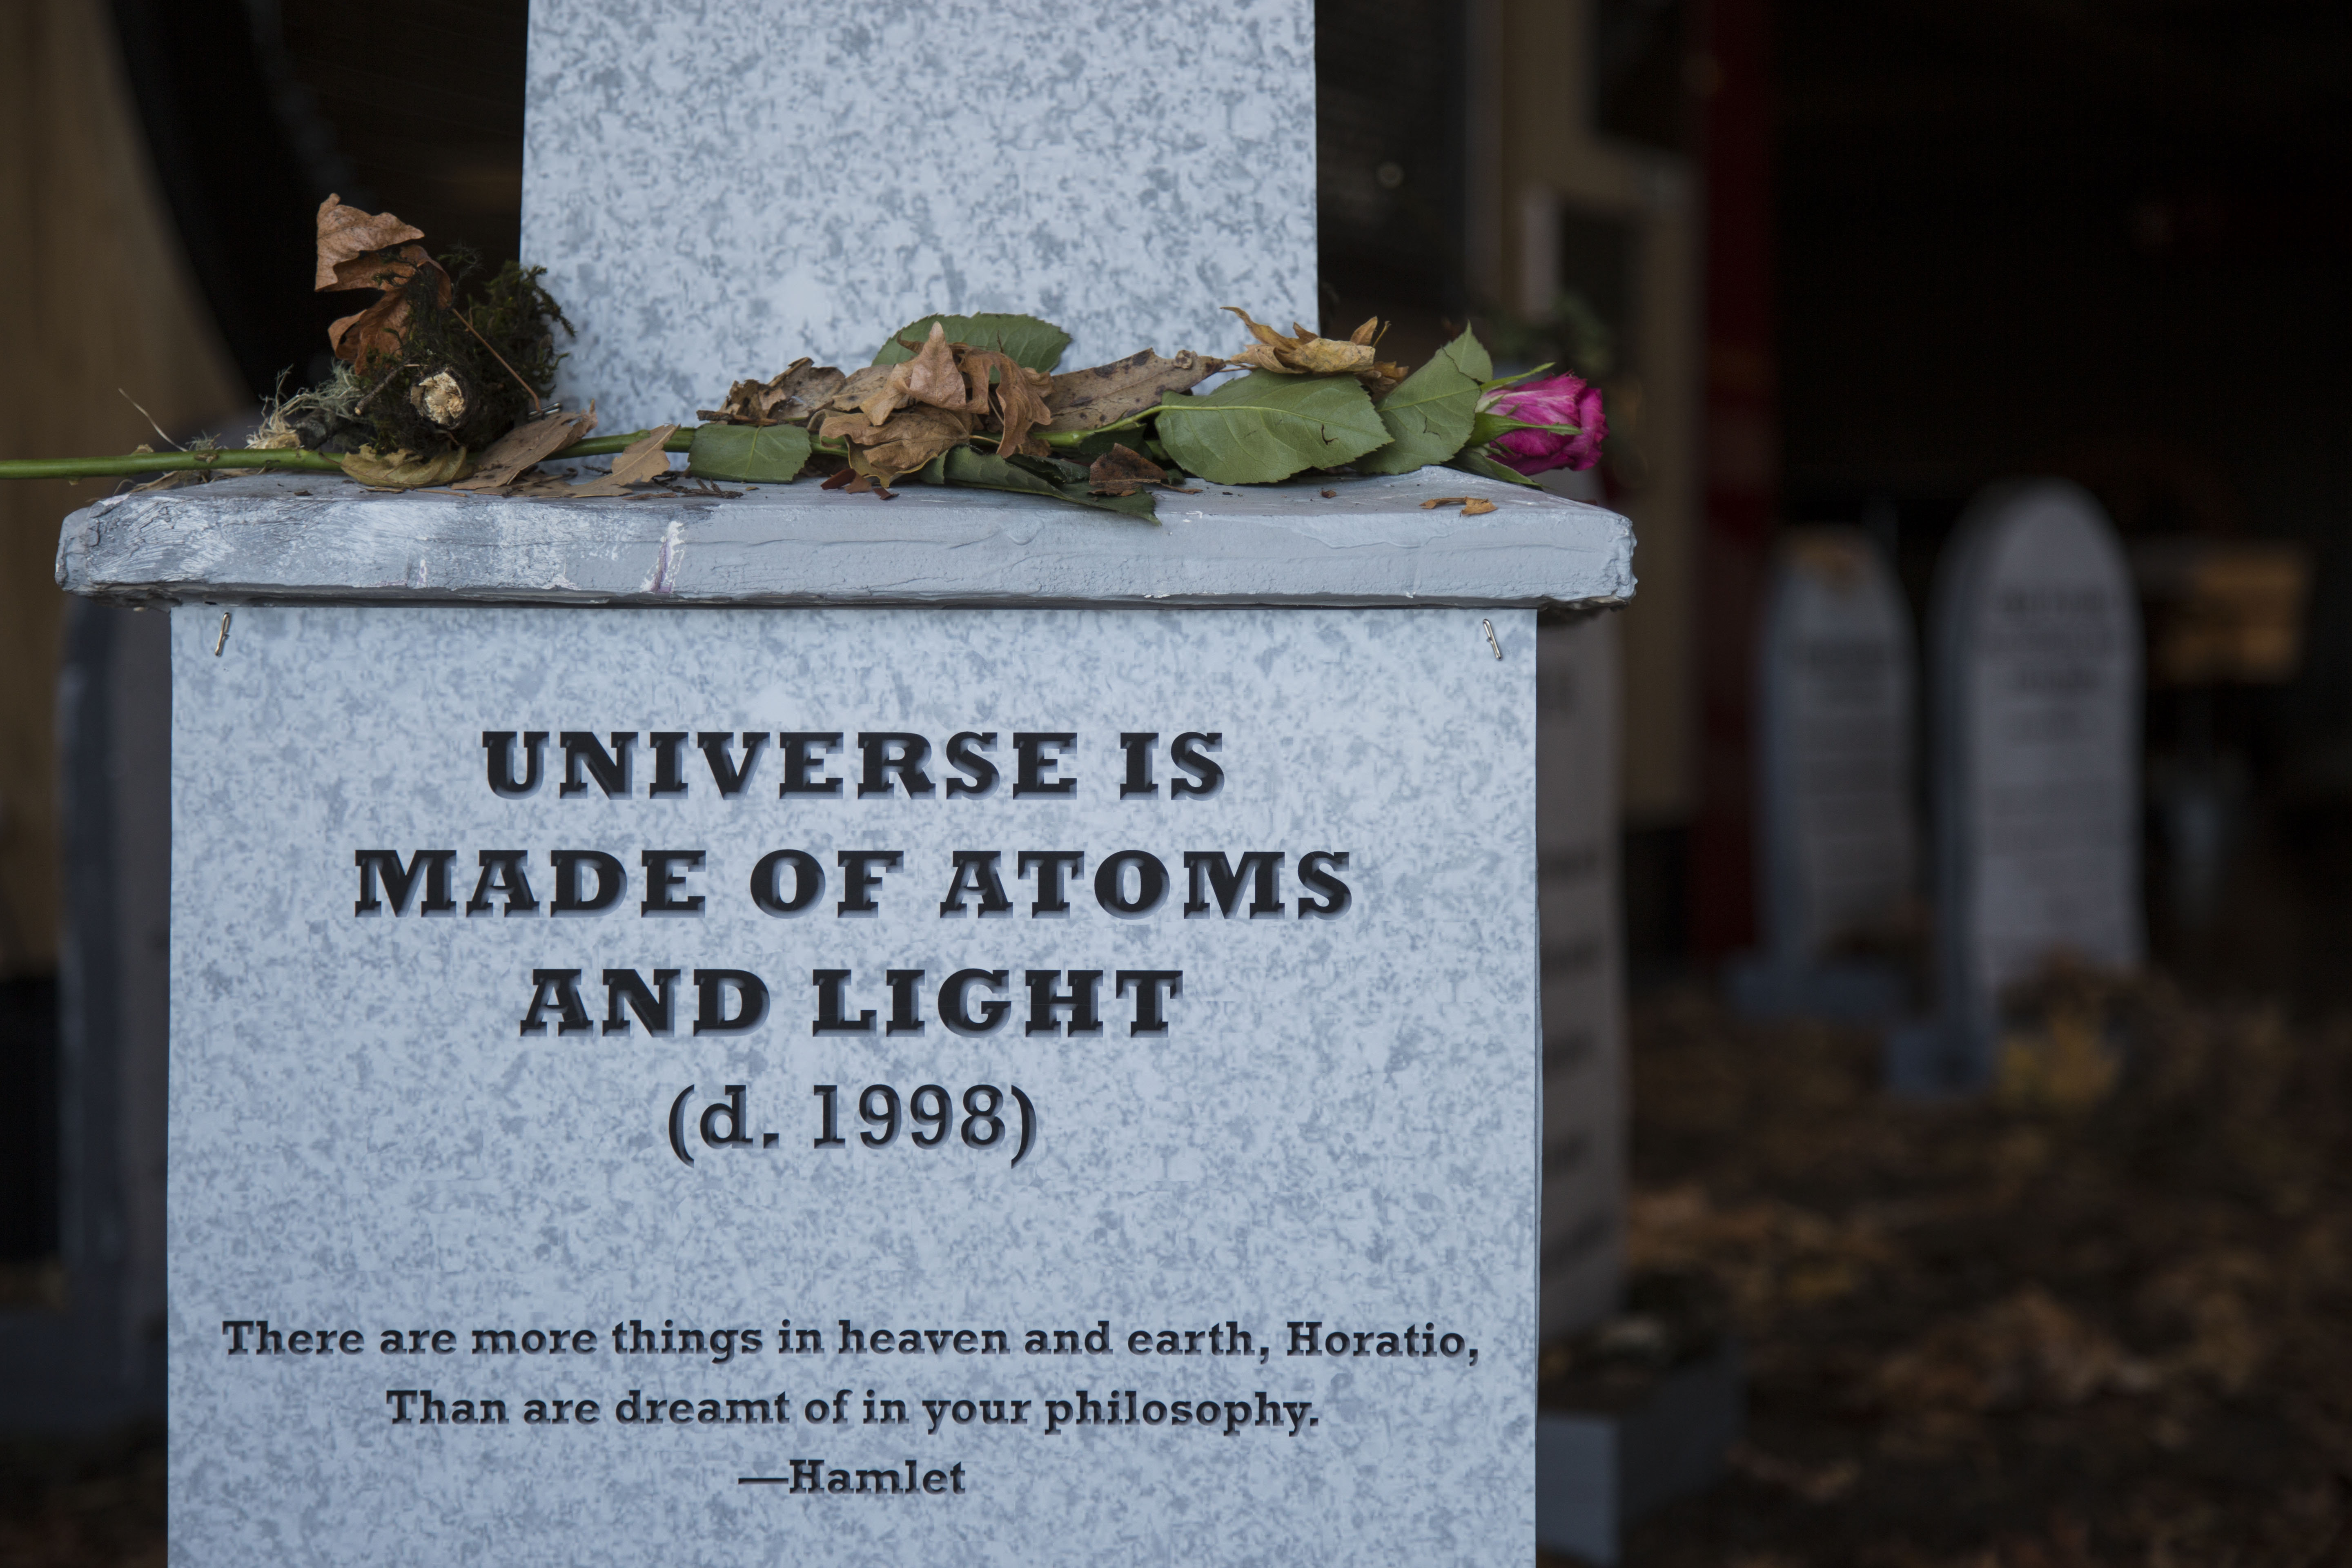 UNIVERSE IS
MADE OF ATOMS
AND LIGHT
(d. 1998)
There are more things in heaven and earth, Horatio,
Than are dreamt of in your philosophy.
—Hamlet